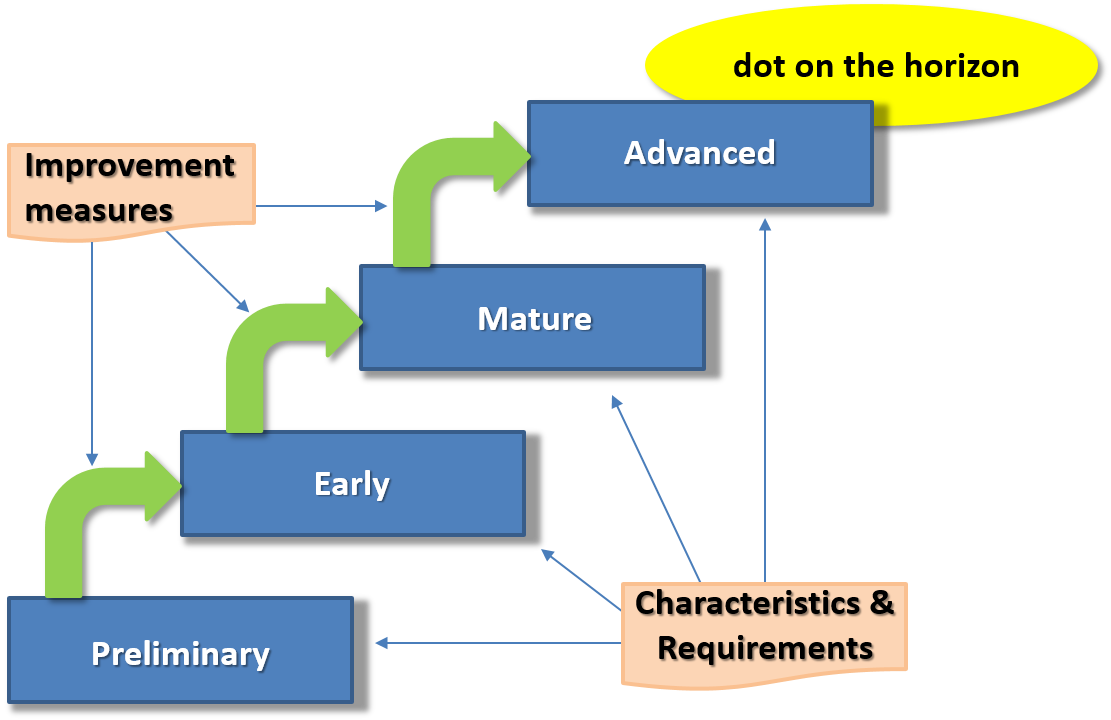 dot on the horizon
Advanced
Improvement
measures
Mature
Early
Characteristics &
Requirements
Preliminary